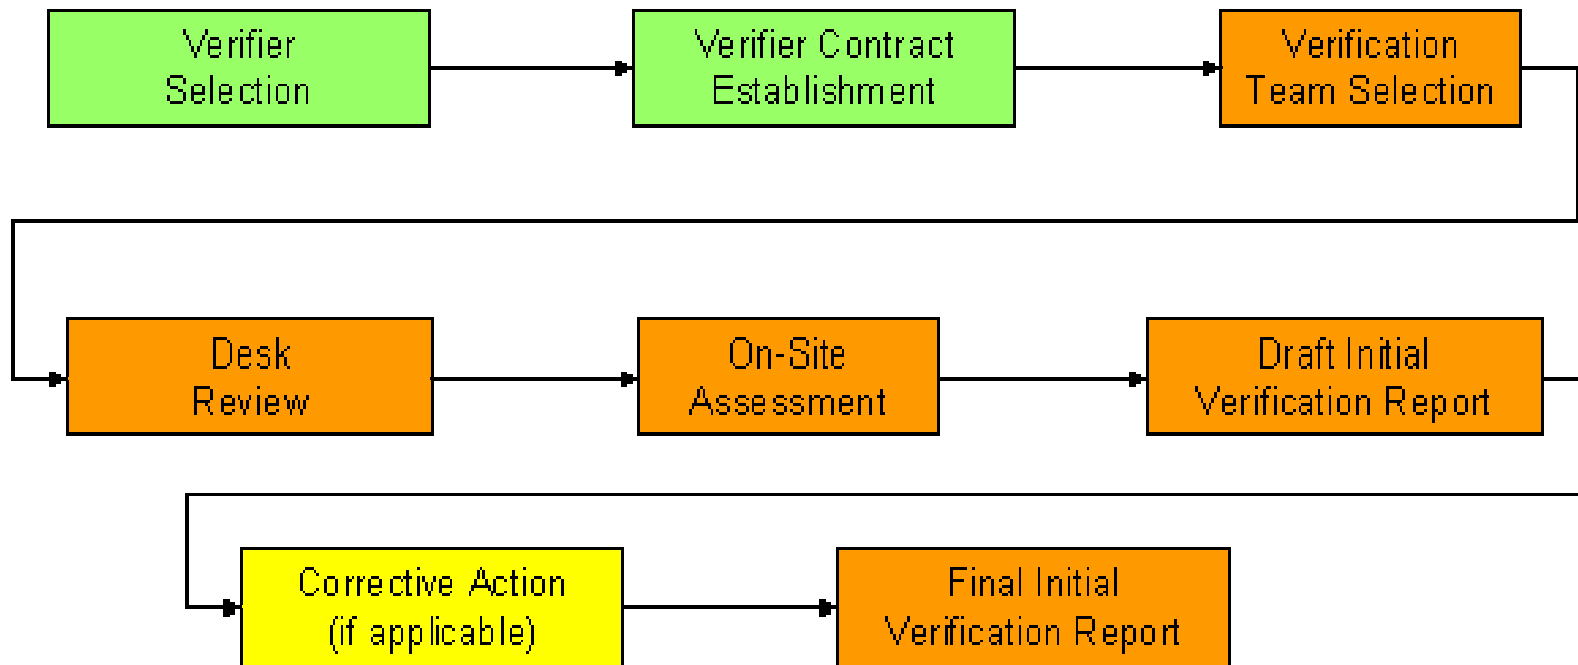 Verifier
Selection
Verifier Contract
Establishment
Verification
Team Selection
Desk
Review
On-Site
Assessment
Draft Initial
Verification Report
Corrective Action
(if applicable)
Final Initial
Verification Report